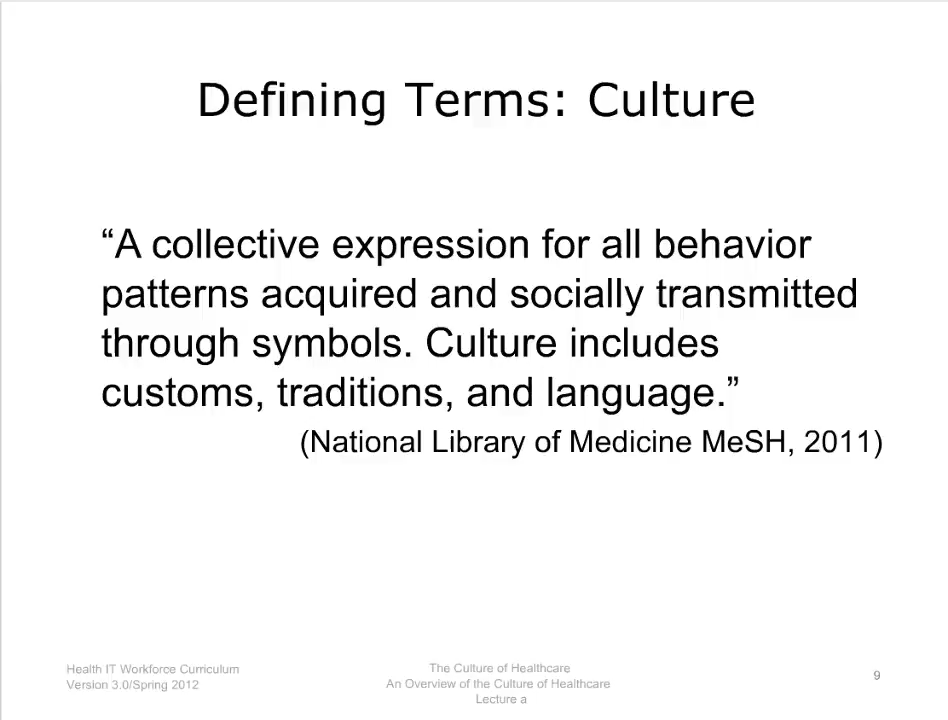 Defining Terms: Culture
“A collective expression for all behavior
patterns acquired and socially transmitted
through symbols. Culture includes
customs, traditions, and language.”
(National Library of Medicine MeSH, 2011)
Health IT Workforce Curriculum
Version 3.0/Spring 2012
The Culture of Healthcare
An Overview of the Culture of Healthcare
Lecture a
9